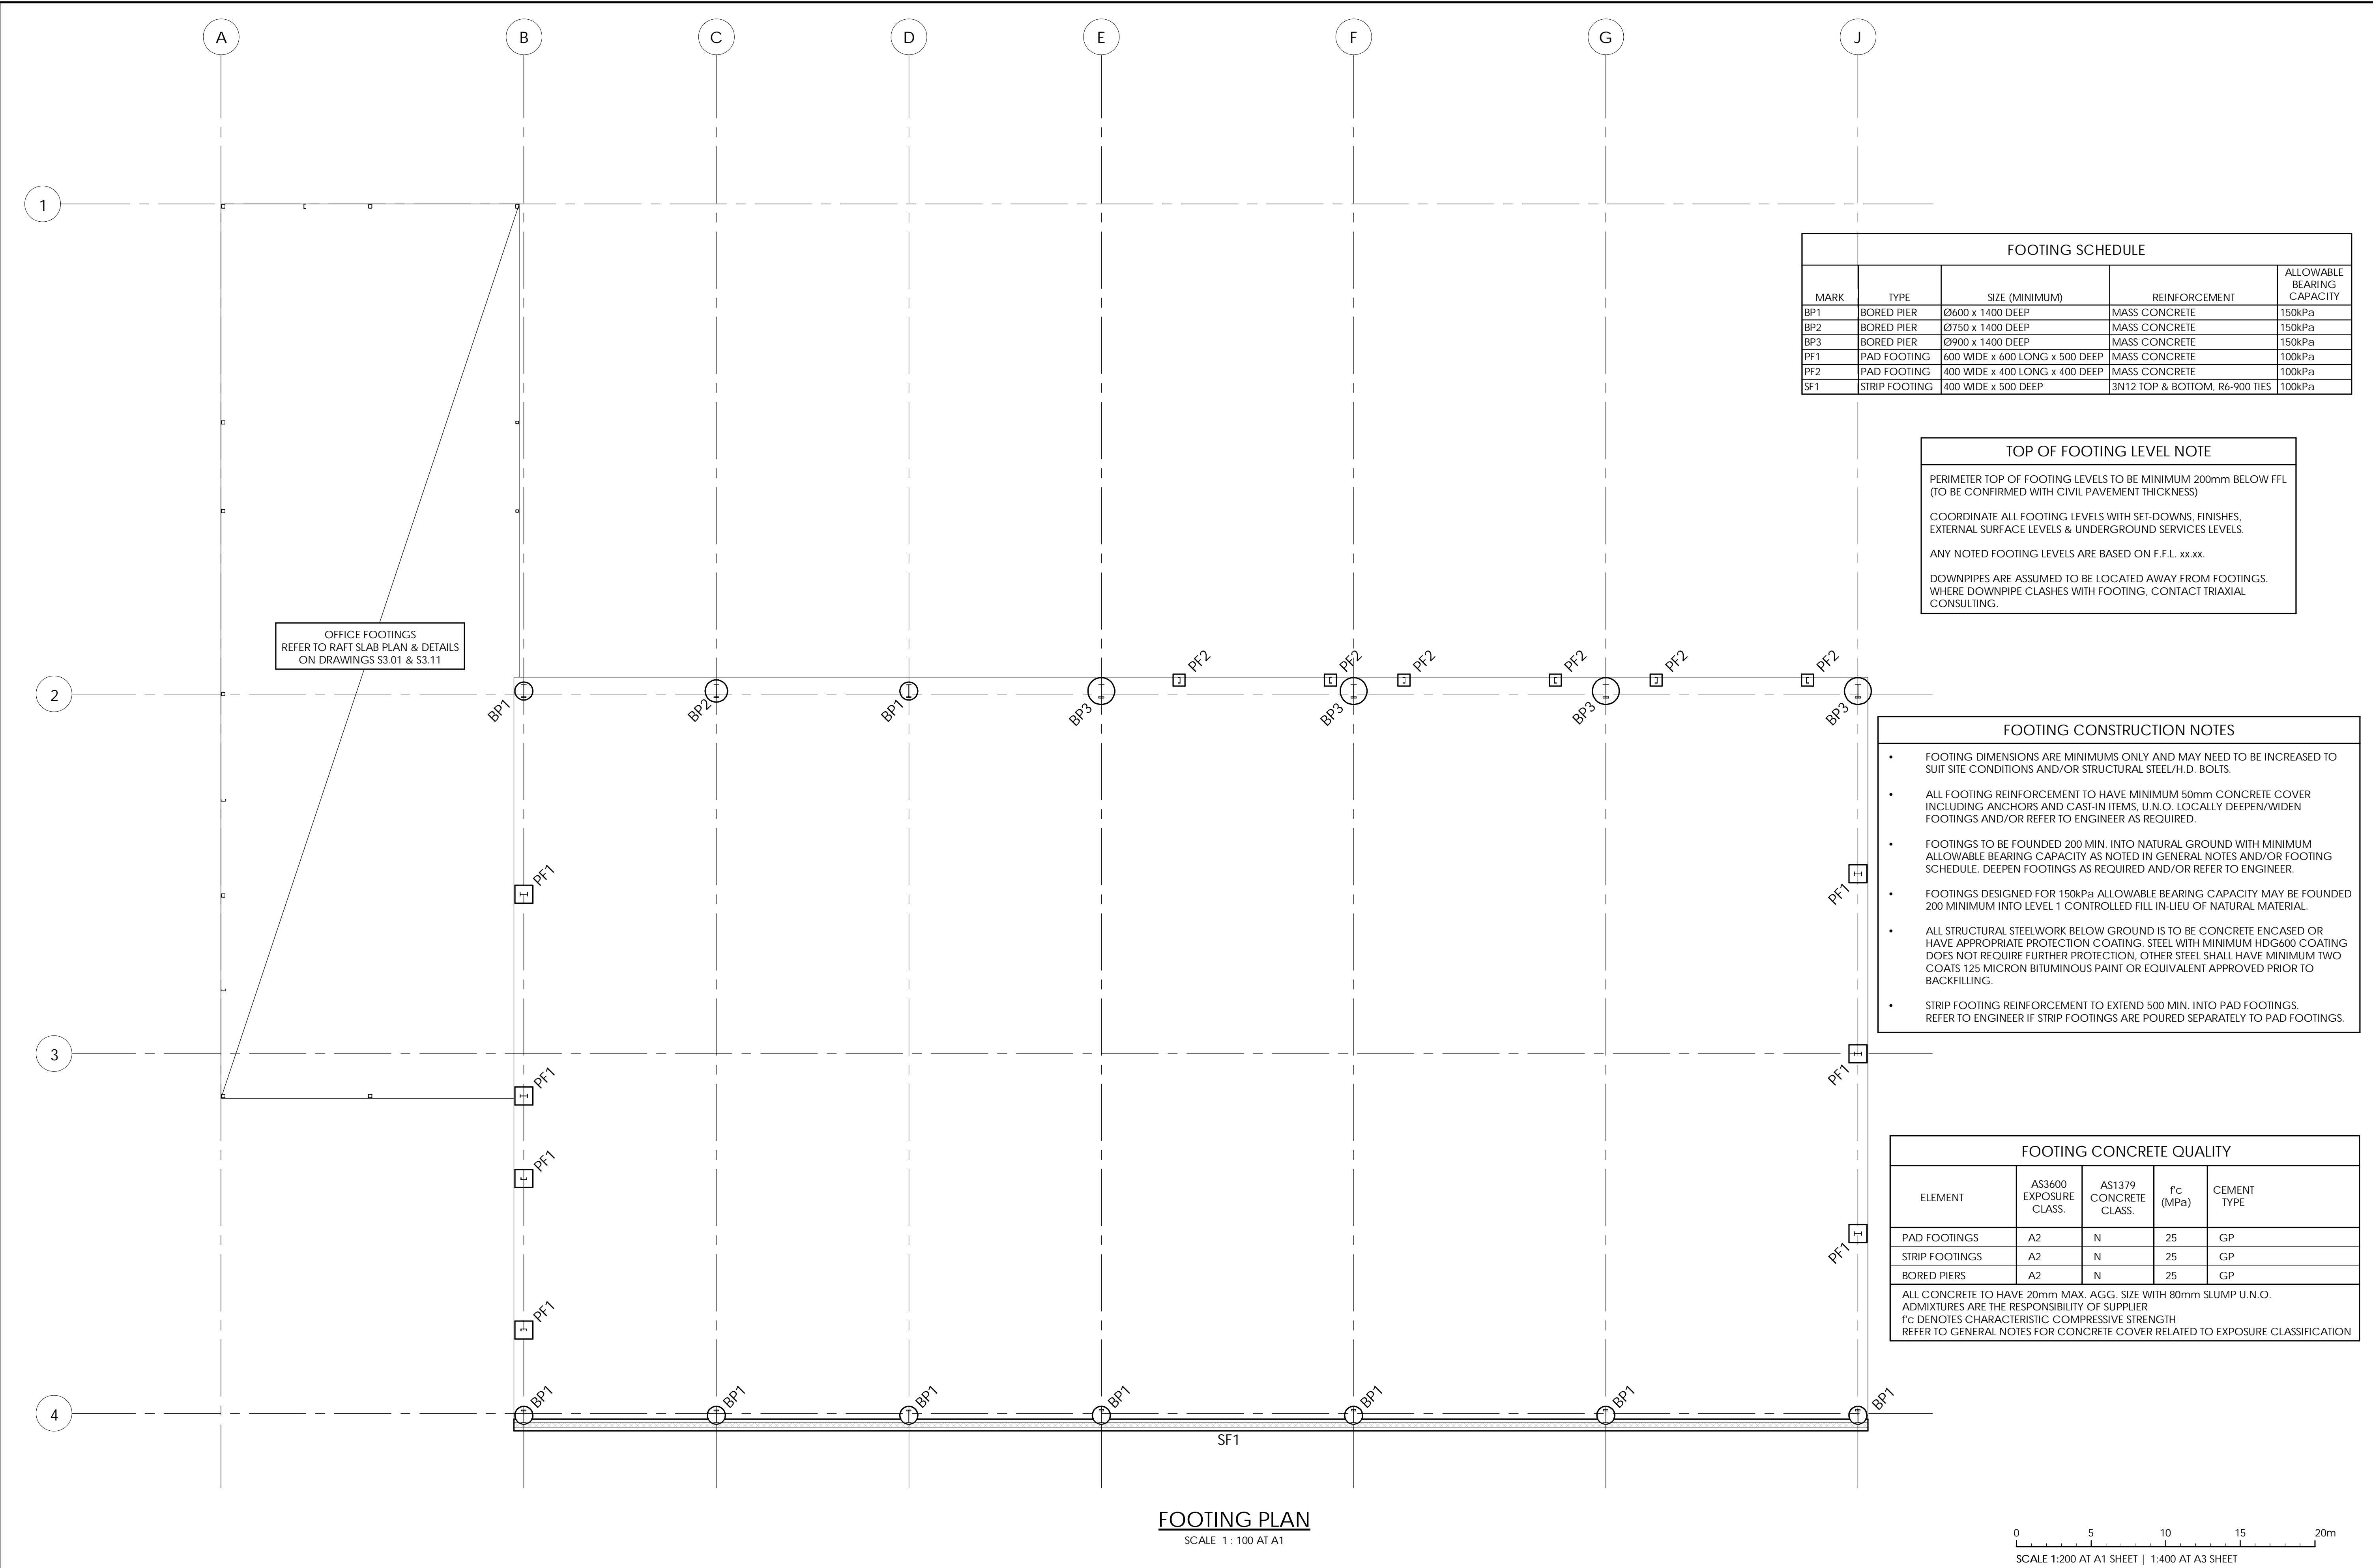 A B C D E F G J
1
FOOTING SCHEDULE
MARK TYPE SIZE (MINIMUM) REINFORCEMENT ALLOWABLE
BEARING
CAPACITY
BP1 BORED PIER Ø600 x 1400 DEEP MASS CONCRETE 150kPa
BP2 BORED PIER Ø750 x 1400 DEEP MASS CONCRETE 150kPa
BP3 BORED PIER Ø900 x 1400 DEEP MASS CONCRETE 150kPa
PF1 PAD FOOTING 600 WIDE x 600 LONG x 500 DEEP MASS CONCRETE 100kPa
PF2 PAD FOOTING 400 WIDE x 400 LONG x 400 DEEP MASS CONCRETE 100kPa
SF1 STRIP FOOTING 400 WIDE x 500 DEEP 3N12 TOP & BOTTOM, R6-900 TIES 100kPa
TOP OF FOOTING LEVEL NOTE
PERIMETER TOP OF FOOTING LEVELS TO BE MINIMUM 200mm BELOW FFL
(TO BE CONFIRMED WITH CIVIL PAVEMENT THICKNESS)
COORDINATE ALL FOOTING LEVELS WITH SET-DOWNS, FINISHES,
EXTERNAL SURFACE LEVELS & UNDERGROUND SERVICES LEVELS.
ANY NOTED FOOTING LEVELS ARE BASED ON F.F.L. xx.xx.
DOWNPIPES ARE ASSUMED TO BE LOCATED AWAY FROM FOOTINGS.
WHERE DOWNPIPE CLASHES WITH FOOTING, CONTACT TRIAXIAL
CONSULTING.
OFFICE FOOTINGS
REFER TO RAFT SLAB PLAN & DETAILS
ON DRAWINGS S3.01 & S3.11
PF2 PF2 PF2 PF2 PF2 PF2
2
BP1 BP2 BP1 BP3 BP3 BP3 BP3
FOOTING CONSTRUCTION NOTES
• FOOTING DIMENSIONS ARE MINIMUMS ONLY AND MAY NEED TO BE INCREASED TO
SUIT SITE CONDITIONS AND/OR STRUCTURAL STEEL/H.D. BOLTS.
• ALL FOOTING REINFORCEMENT TO HAVE MINIMUM 50mm CONCRETE COVER
INCLUDING ANCHORS AND CAST-IN ITEMS, U.N.O. LOCALLY DEEPEN/WIDEN
FOOTINGS AND/OR REFER TO ENGINEER AS REQUIRED.
• FOOTINGS TO BE FOUNDED 200 MIN. INTO NATURAL GROUND WITH MINIMUM
ALLOWABLE BEARING CAPACITY AS NOTED IN GENERAL NOTES AND/OR FOOTING
SCHEDULE. DEEPEN FOOTINGS AS REQUIRED AND/OR REFER TO ENGINEER.
• FOOTINGS DESIGNED FOR 150kPa ALLOWABLE BEARING CAPACITY MAY BE FOUNDED
200 MINIMUM INTO LEVEL 1 CONTROLLED FILL IN-LIEU OF NATURAL MATERIAL.
• ALL STRUCTURAL STEELWORK BELOW GROUND IS TO BE CONCRETE ENCASED OR
HAVE APPROPRIATE PROTECTION COATING. STEEL WITH MINIMUM HDG600 COATING
DOES NOT REQUIRE FURTHER PROTECTION, OTHER STEEL SHALL HAVE MINIMUM TWO
COATS 125 MICRON BITUMINOUS PAINT OR EQUIVALENT APPROVED PRIOR TO
BACKFILLING.
• STRIP FOOTING REINFORCEMENT TO EXTEND 500 MIN. INTO PAD FOOTINGS.
REFER TO ENGINEER IF STRIP FOOTINGS ARE POURED SEPARATELY TO PAD FOOTINGS.
PF1 PF1
3
PF1 PF1
PF1 PF1
PF1
FOOTING CONCRETE QUALITY
ELEMENT AS3600
EXPOSURE
CLASS. AS1379
CONCRETE
CLASS. f'c
(MPa) CEMENT
TYPE
PAD FOOTINGS A2 N 25 GP
STRIP FOOTINGS A2 N 25 GP
BORED PIERS A2 N 25 GP
ALL CONCRETE TO HAVE 20mm MAX. AGG. SIZE WITH 80mm SLUMP U.N.O.
ADMIXTURES ARE THE RESPONSIBILITY OF SUPPLIER
f'c DENOTES CHARACTERISTIC COMPRESSIVE STRENGTH
REFER TO GENERAL NOTES FOR CONCRETE COVER RELATED TO EXPOSURE CLASSIFICATION
4
BP1 BP1 BP1 BP1 BP1 BP1 BP1
SF1
FOOTING PLAN
SCALE 1 : 100 AT A1
0 5 10 15 20m
SCALE 1:200 AT A1 SHEET | 1:400 AT A3 SHEET